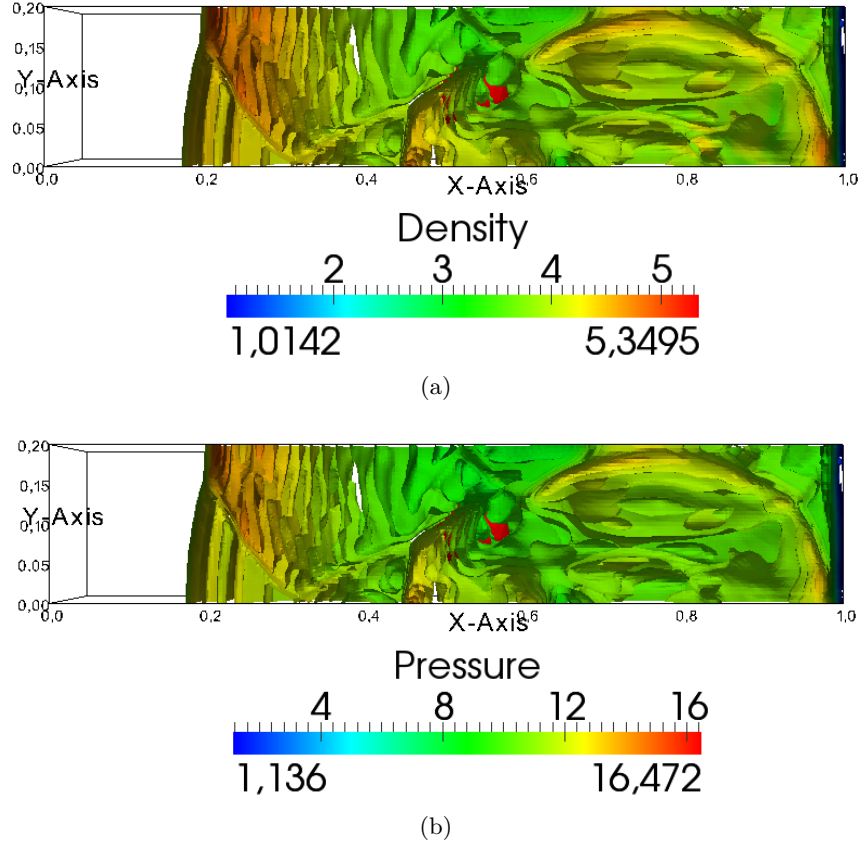 0,20
0,15
Y-Axis
0,10
0,05
0,00
0,0 0,2 0,4 0,6 0,8 1,0
X-Axis
Density
2 3 4 5
1,0142 5,3495
(a)
0,20
0,15
Y-Axis
0,10
0,05
0,00
0,0 0,2 0,4 0,6 0,8 1,0
X-Axis
Pressure
4 8 12 16
1,136 16,472
(b)